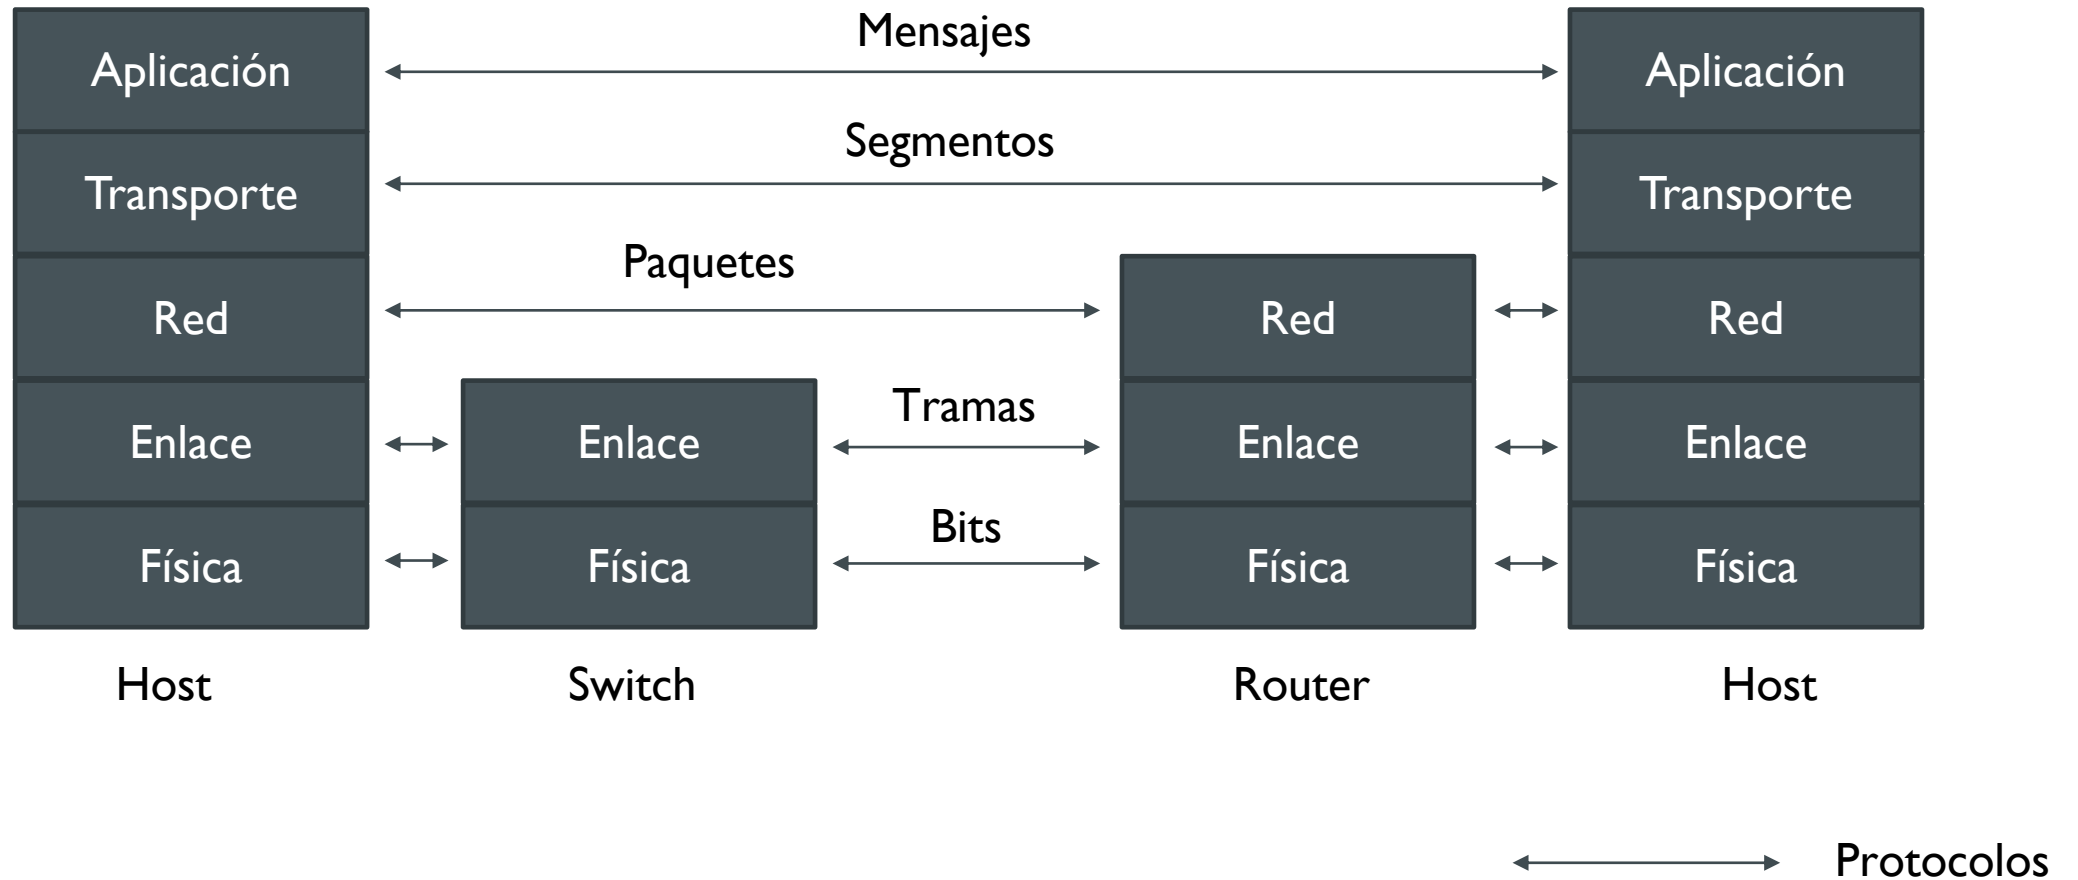 Mensajes
Aplicación
Aplicación
Segmentos
Transporte
Transporte
Paquetes
Red
Red
Red
Tramas
Enlace
Enlace
Enlace
Enlace
Bits
Física
Física
Física
Física
Host
Switch
Router
Host
Protocolos